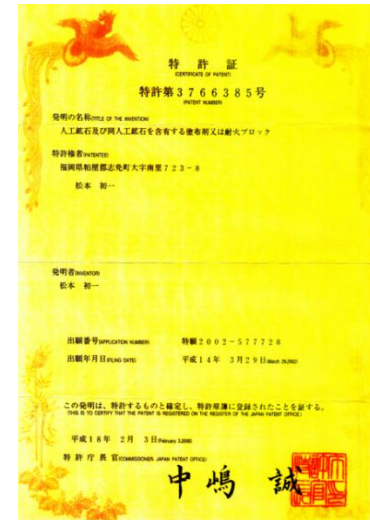 特許証
(CERTIFICATE OF PATENT)
特許第3766385号
(PATENT NUMBER)
発明の名称(TITLE OF THE INVENTION)
人工鉱石及び同人工鉱石を含有する塗布剤又は耐火ブロック
特許権者(PATENTEE)
福岡県粕屋郡志免町大字南里723-8
松本 初一
発明者(INVENTOR)
松本 初一
出願番号(APPLICATION NUMBER) 特願2002-577728
出願年月日(FILING DATE) 平成14年 3月29日(March 29,2002)
この発明は、特許するものと確定し、特許原簿に登録されたことを証する。
(THIS IS TO CERTIFY THAT THE PATENT IS REGISTERED ON THE REGISTER OF THE JAPAN PATENT OFFICE.)
平成18年 2月 3日(February 3,2006)
特許庁長官(COMMISSIONER, JAPAN PATENT OFFICE)
中嶋 誠